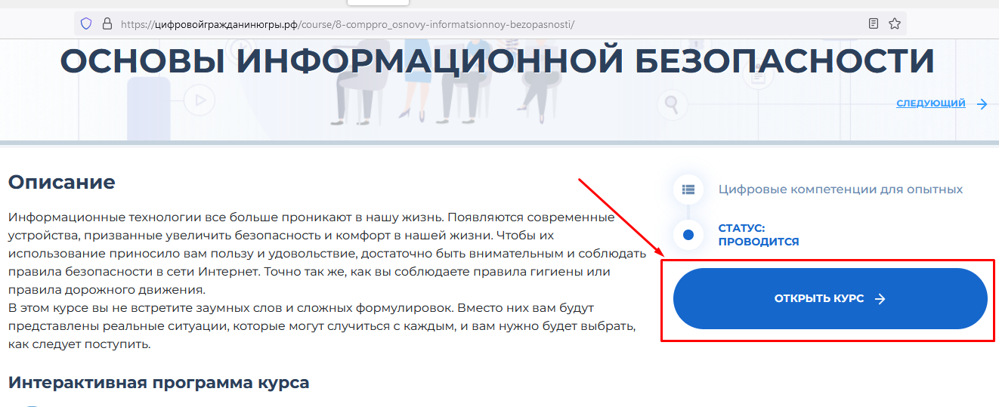 https://цифровойгражданинюгры.рф/course/8-comppro_osnovy-informatsionnoy-bezopasnosti/
ОСНОВЫ ИНФОРМАЦИОННОЙ БЕЗОПАСНОСТИ
СЛЕДУЮЩИЙ
Описание
Информационные технологии все больше проникают в нашу жизнь. Появляются современные
устройства, призванные увеличить безопасность и комфорт в нашей жизни. Чтобы их
использование приносило вам пользу и удовольствие, достаточно быть внимательным и соблюдать
правила безопасности в сети Интернет. Точно так же, как вы соблюдаете правила гигиены или
правила дорожного движения.
В этом курсе вы не встретите заумных слов и сложных формулировок. Вместо них вам будут
представлены реальные ситуации, которые могут случиться с каждым, и вам нужно будет выбрать,
как следует поступить.
Интерактивная программа курса
Цифровые компетенции для опытных
СТАТУС:
ПРОВОДИТСЯ
ОТКРЫТЬ КУРС